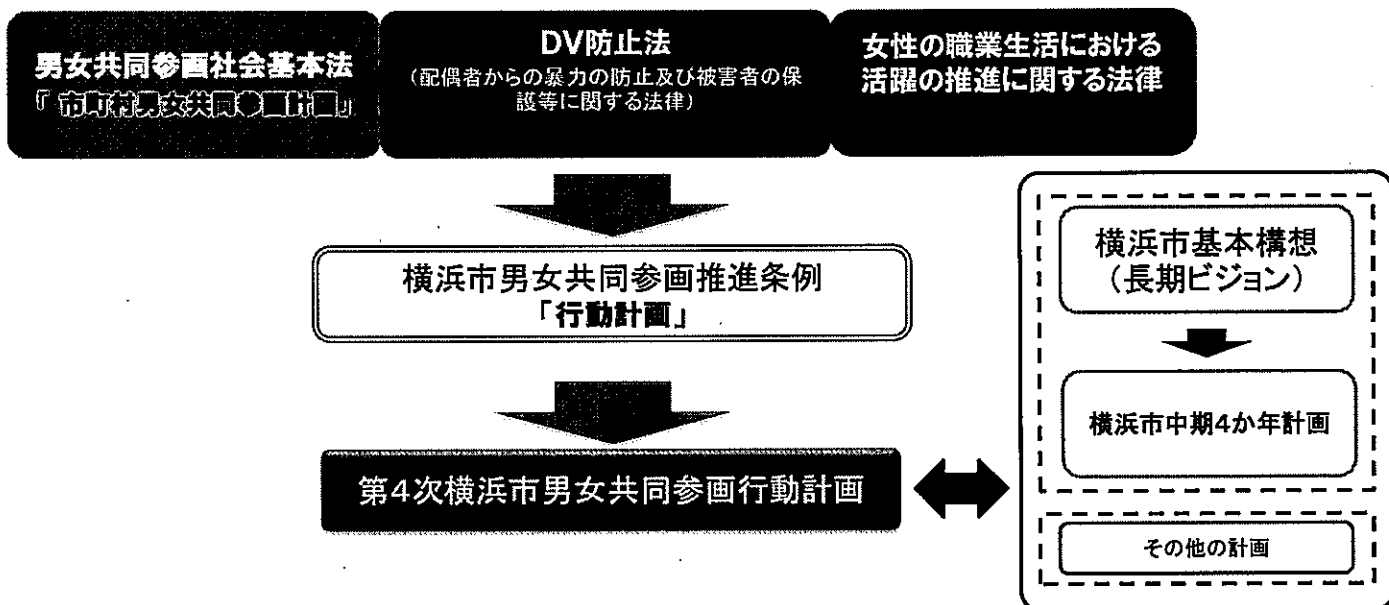 男女共同参画社会基本法
「 市町村男女共同参画計画」
DV防止法
(配偶者からの暴力の防止及び被害者の保
護等に関する法律)
女性の職業生活における
活躍の推進に関する法律
横浜市男女共同参画推進条例
「行動計画」
第4次横浜市男女共同参画行動計画
横浜市基本構想
(長期ビジョン)
横浜市中期4か年計画
その他の計画